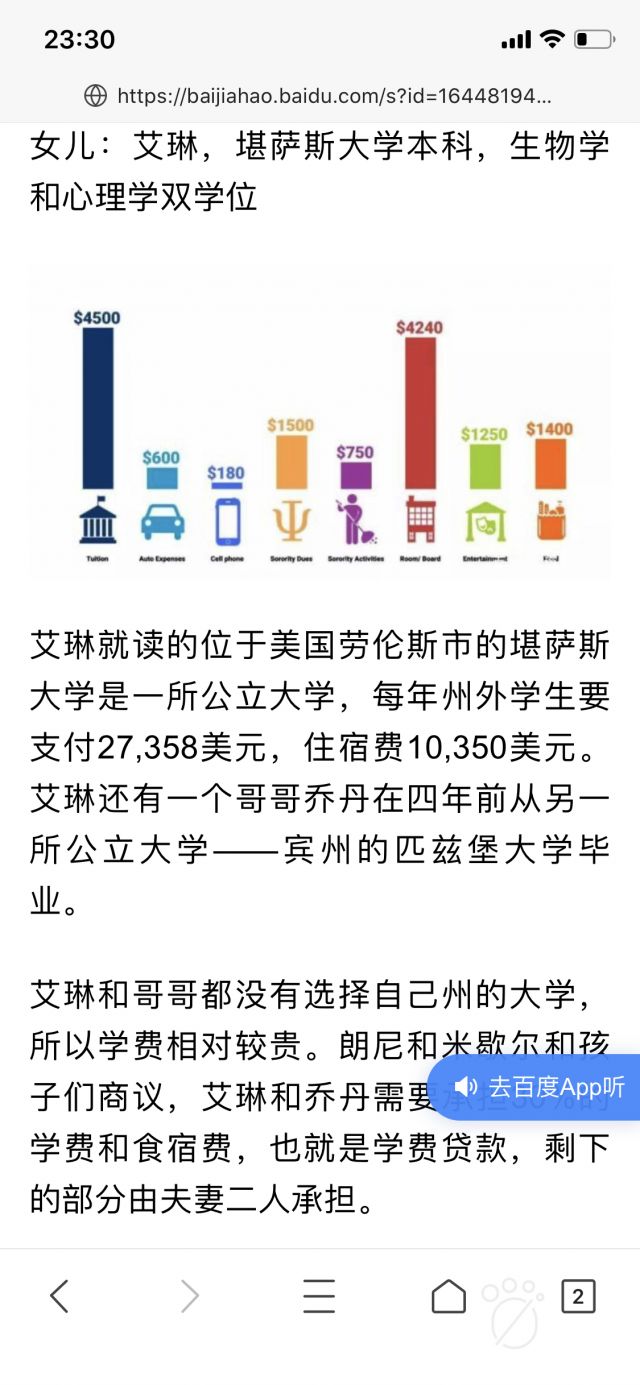 23:30
https://baijiahao.baidu.com/s?id=16448194...
女儿：艾琳，堪萨斯大学本科，生物学
和心理学双学位
$4500
$600
$180
$1500
$750
$4240
$1250
$1400
Tuition
Auto Expenses
Cell phone
Sorority Dues
Sorority Activities
Room/ Board
Entertainment
Food
艾琳就读的位于美国劳伦斯市的堪萨斯
大学是一所公立大学，每年州外学生要
支付27,358美元，住宿费10,350美元。
艾琳还有一个哥哥乔丹在四年前从另一
所公立大学——宾州的匹兹堡大学毕
业。
艾琳和哥哥都没有选择自己州的大学，
所以学费相对较贵。朗尼和米歇尔和孩
子们商议，艾琳和乔丹需要
去百度App听
学费和食宿费，也就是学费贷款，剩下
的部分由夫妻二人承担。
2